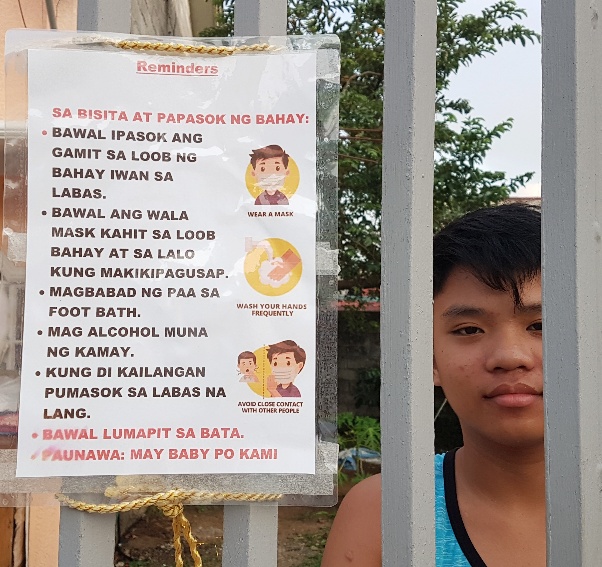 Reminders
SA BISITA AT PAPASOK NG BAHAY:
• BAWAL IPASOK ANG
GAMIT SA LOOB NG
BAHAY IWAN SA
LABAS.
• BAWAL ANG WALA
MASK KAHIT SA LOOB
BAHAY AT SA LALO
KUNG MAKIKIPAGUSAP.
• MAGBABAD NG PAA SA
FOOT BATH.
• MAG ALCOHOL MUNA
NG KAMAY.
• KUNG DI KAILANGAN
PUMASOK SA LABAS NA
LANG.
• BAWAL LUMAPIT SA BATA.
• PAUNAWA: MAY BABY PO KAMI
WEAR A MASK
WASH YOUR HANDS
FREQUENTLY
AVOID CLOSE CONTACT
WITH OTHER PEOPLE